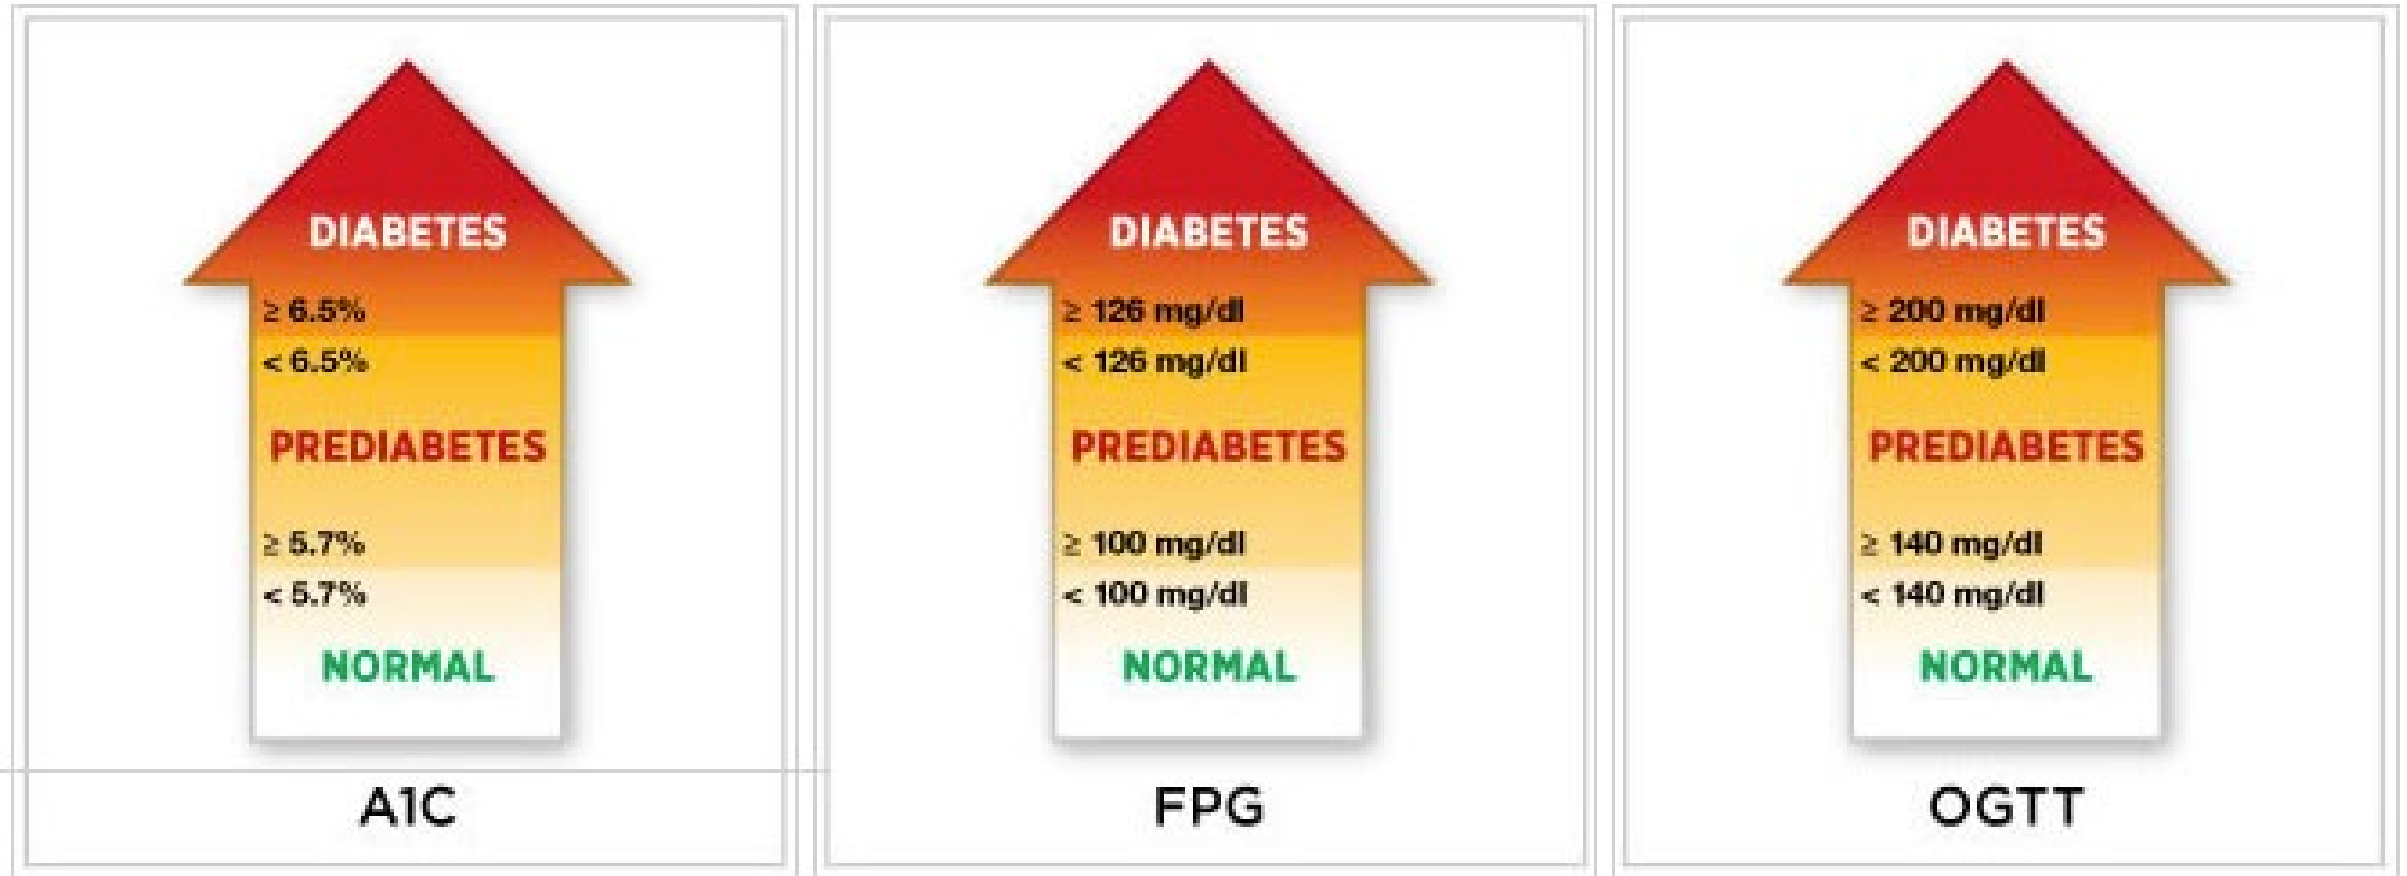 DIABETES
≥ 6.5%
< 6.5%
PREDIABETES
≥ 5.7%
< 5.7%
NORMAL
A1C
DIABETES
≥ 126 mg/dl
< 126 mg/dl
PREDIABETES
≥ 100 mg/dl
< 100 mg/dl
NORMAL
FPG
DIABETES
≥ 200 mg/dl
< 200 mg/dl
PREDIABETES
≥ 140 mg/dl
< 140 mg/dl
NORMAL
OGTT